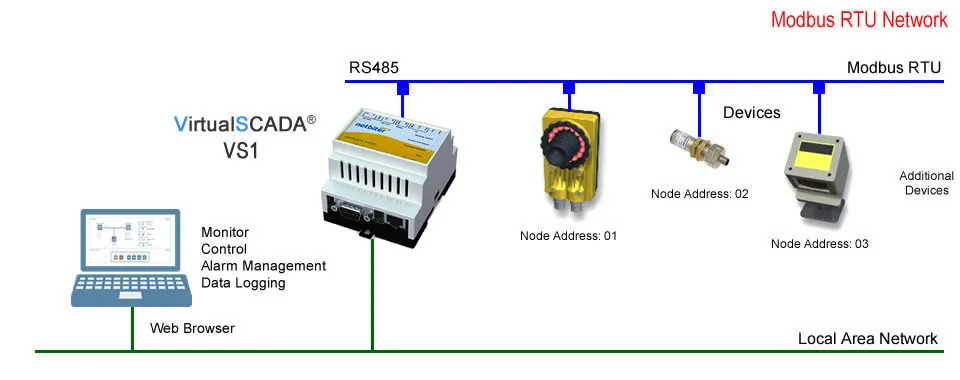 Modbus RTU Network
RS485
Modbus RTU
VirtualSCADA®
VS1
netbiter
Devices
Additional
Devices
Node Address: 02
Node Address: 01
Node Address: 03
Monitor
Control
Alarm Management
Data Logging
Web Browser
Local Area Network